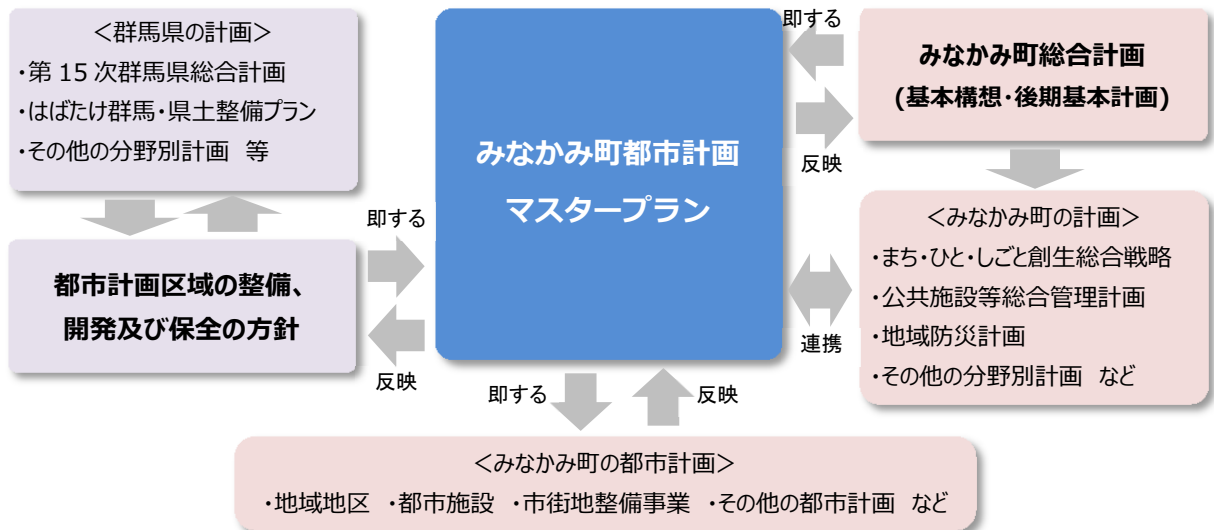 ＜群馬県の計画＞
・第 15 次群馬県総合計画
・はばたけ群馬・県土整備プラン
・その他の分野別計画 等
都市計画区域の整備、
開発及び保全の方針
即する
反映
みなかみ町都市計画
マスタープラン
即する
反映
みなかみ町総合計画
(基本構想・後期基本計画)
連携
＜みなかみ町の計画＞
・まち・ひと・しごと創生総合戦略
・公共施設等総合管理計画
・地域防災計画
・その他の分野別計画 など
即する
反映
＜みなかみ町の都市計画＞
・地域地区 ・都市施設 ・市街地整備事業 ・その他の都市計画 など